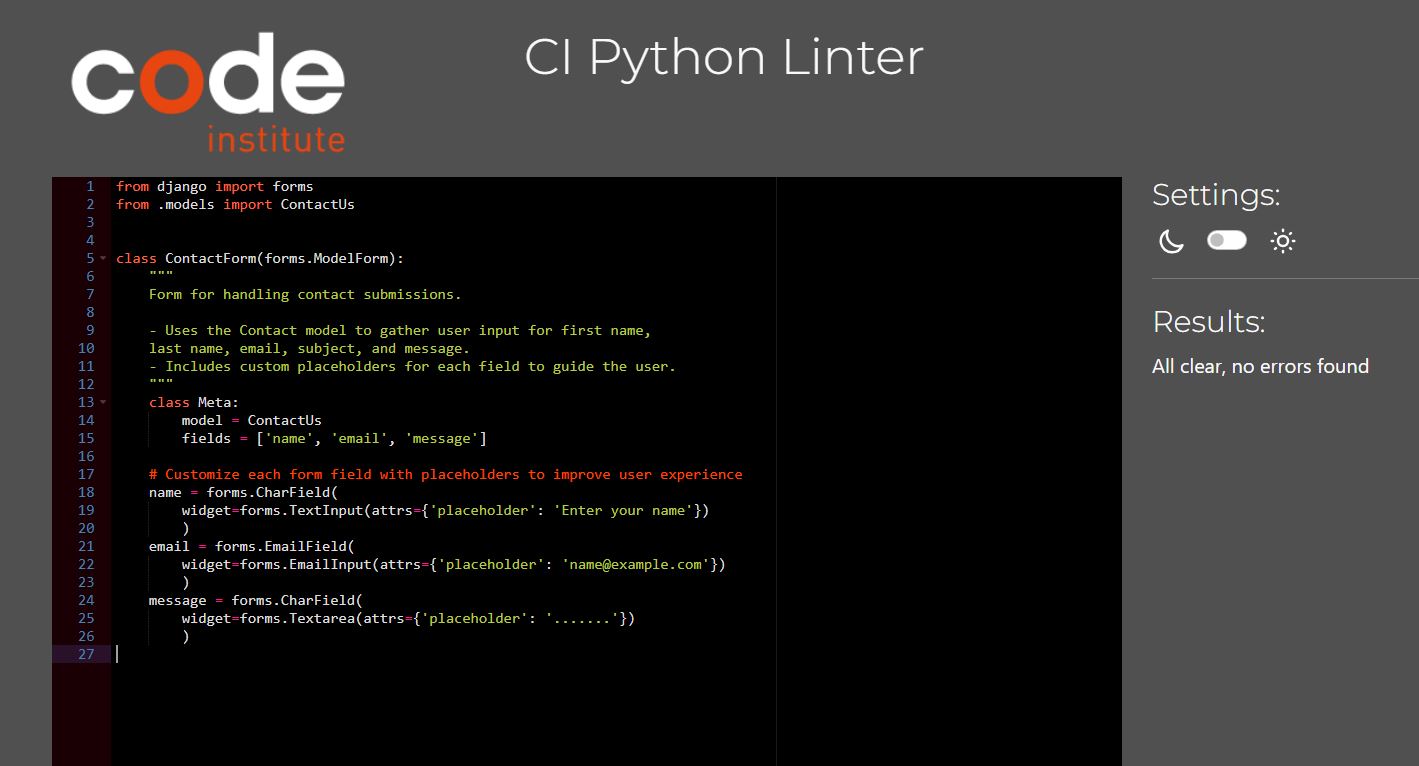 code
institute
CI Python Linter
1 from django import forms
2 from .models import ContactUs
3
4
5 class ContactForm(forms.ModelForm):
6     """
7     Form for handling contact submissions.
8
9     - Uses the Contact model to gather user input for first name,
10     last name, email, subject, and message.
11     - Includes custom placeholders for each field to guide the user.
12     """
13     class Meta:
14         model = ContactUs
15         fields = ['name', 'email', 'message']
16
17     # Customize each form field with placeholders to improve user experience
18     name = forms.CharField(
19         widget=forms.TextInput(attrs={'placeholder': 'Enter your name'})
20         )
21     email = forms.EmailField(
22         widget=forms.EmailInput(attrs={'placeholder': 'name@example.com'})
23         )
24     message = forms.CharField(
25         widget=forms.Textarea(attrs={'placeholder': '.......'})
26         )
27
Settings:
Results:
All clear, no errors found